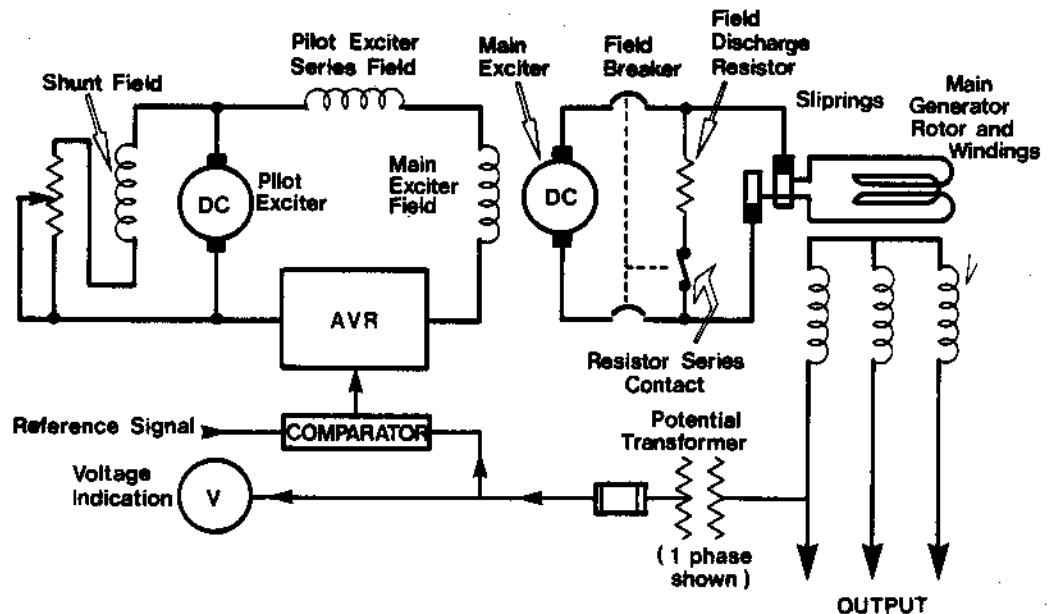 Shunt Field
Pilot Exciter
Series Field
Main
Exciter
Field
Breaker
Field
Discharge
Resistor
Sliprings
Main
Generator
Rotor and
Windings
DC
Pilot
Exciter
Main
Exciter
Field
DC
AVR
Resistor Series
Contact
Reference Signal
COMPARATOR
Potential
Transformer
Voltage
Indication
V
( 1 phase
shown )
OUTPUT